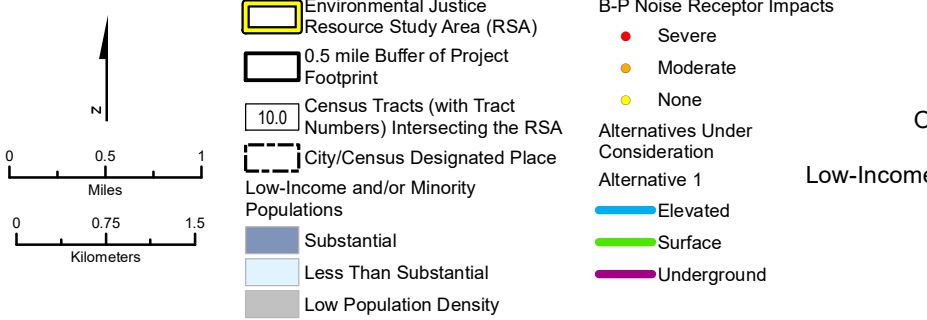 Z
0 0.5 1
Miles
0 0.75 1.5
Kilometers
Environmental Justice
Resource Study Area (RSA)
0.5 mile Buffer of Project
Footprint
10.0
Census Tracts (with Tract
Numbers) Intersecting the RSA
City/Census Designated Place
Low-Income and/or Minority
Populations
Substantial
Less Than Substantial
Low Population Density
B-P Noise Receptor Impacts
Severe
Moderate
None
Alternatives Under
Consideration
Alternative 1
Elevated
Surface
Underground
Low-Income